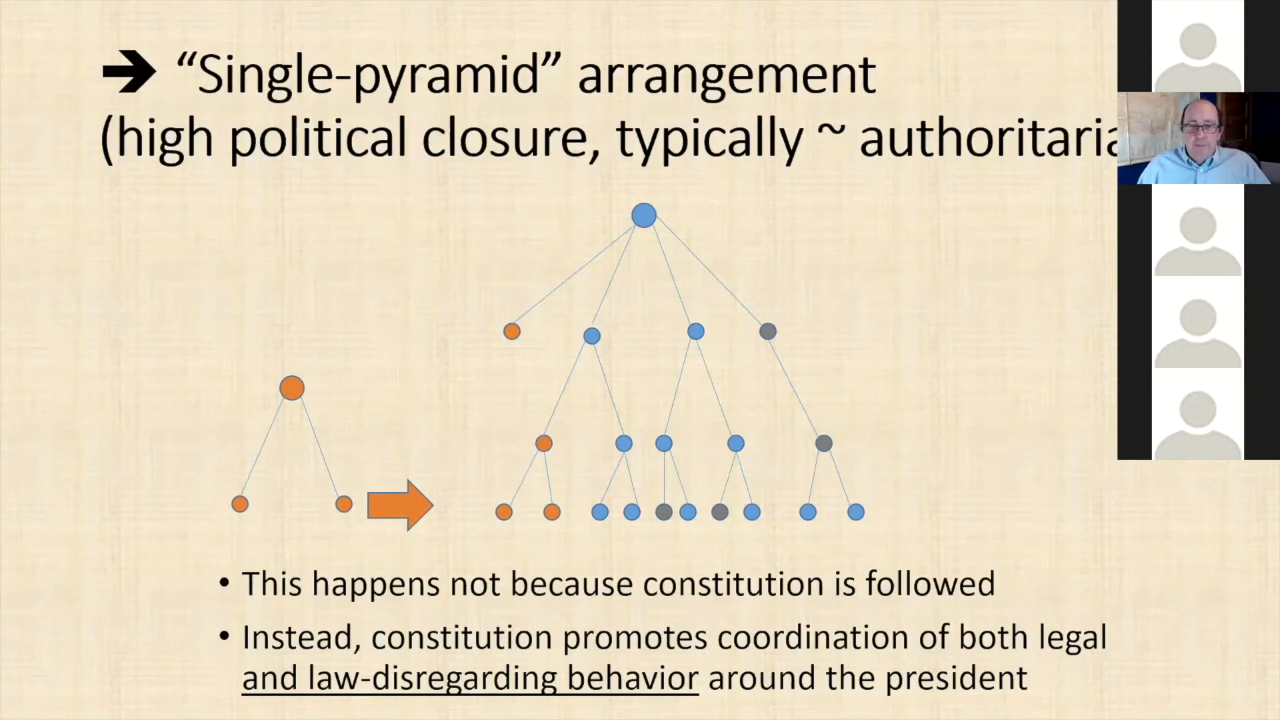 ➔ “Single-pyramid” arrangement
(high political closure, typically ~ authoritaria
• This happens not because constitution is followed
• Instead, constitution promotes coordination of both legal
and law-disregarding behavior around the president